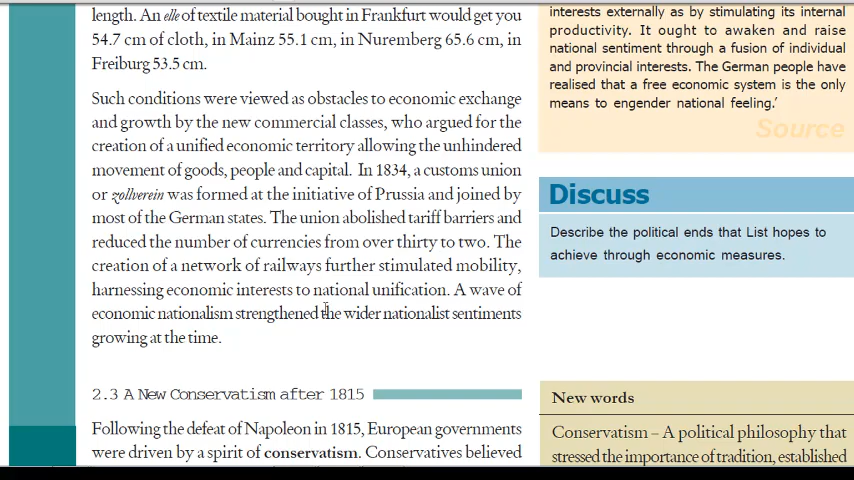 length. An elle of textile material bought in Frankfurt would get you
54.7 cm of cloth, in Mainz 55.1 cm, in Nuremberg 65.6 cm, in
Freiburg 53.5 cm.
Such conditions were viewed as obstacles to economic exchange
and growth by the new commercial classes, who argued for the
creation of a unified economic territory allowing the unhindered
movement of goods, people and capital. In 1834, a customs union
or zollverein was formed at the initiative of Prussia and joined by
most of the German states. The union abolished tariff barriers and
reduced the number of currencies from over thirty to two. The
creation of a network of railways further stimulated mobility,
harnessing economic interests to national unification. A wave of
economic nationalism strengthened the wider nationalist sentiments
growing at the time.
2.3 A New Conservatism after 1815
Following the defeat of Napoleon in 1815, European governments
were driven by a spirit of conservatism. Conservatives believed
interests externally as by stimulating its internal
productivity. It ought to awaken and raise
national sentiment through a fusion of individual
and provincial interests. The German people have
realised that a free economic system is the only
means to engender national feeling.’
Source
Discuss
Describe the political ends that List hopes to
achieve through economic measures.
New words
Conservatism – A political philosophy that
stressed the importance of tradition, established